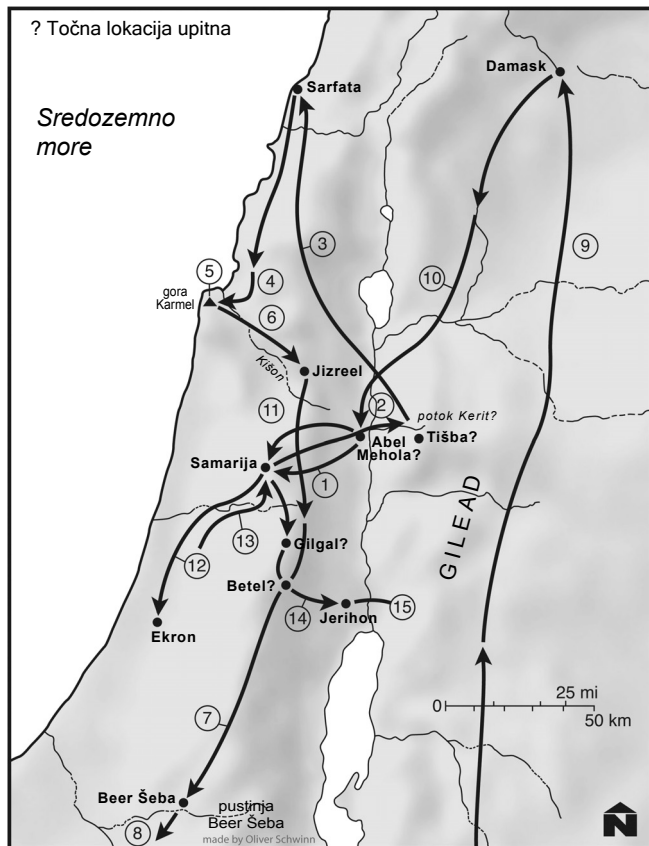 ? Točna lokacija upitna
Damask
Sarfata
Sredozemno
more
3
9
5
4
10
gora
Karmel
6
Kišon
Jizreel
11
2
potok Kerit?
Abel
Mehola?
Tišba?
Samarija
1
GILEAD
13
Gilgal?
12
Betel?
14
15
Jerihon
Ekron
25 mi
0
50 km
7
Beer Šeba
pustinja
Beer Šeba
8
made by Oliver Schwinn
N